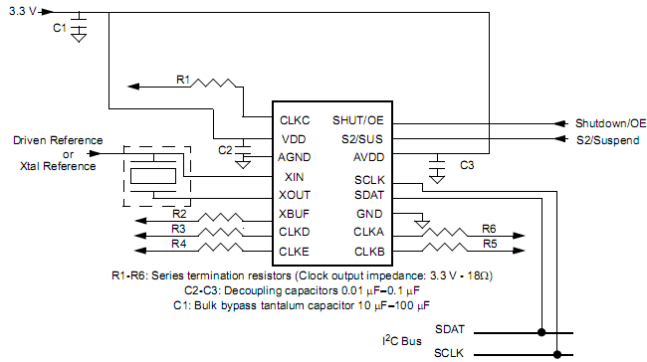 3.3 V
C1
R1
CLKC
SHUT/OE
Shutdown/OE
VDD
S2/SUS
S2/Suspend
Driven Reference
or
Xtal Reference
C2
AGND
AVDD
C3
XIN
SCLK
XOUT
SDAT
R2
XBUF
GND
R3
CLKD
CLKA
R6
R4
CLKE
CLKB
R5
R1-R6: Series termination resistors (Clock output impedance: 3.3 V - 18Ω)
C2-C3: Decoupling capacitors 0.01 μF–0.1 μF
C1: Bulk bypass tantalum capacitor 10 μF–100 μF
I²C Bus
SDAT
SCLK